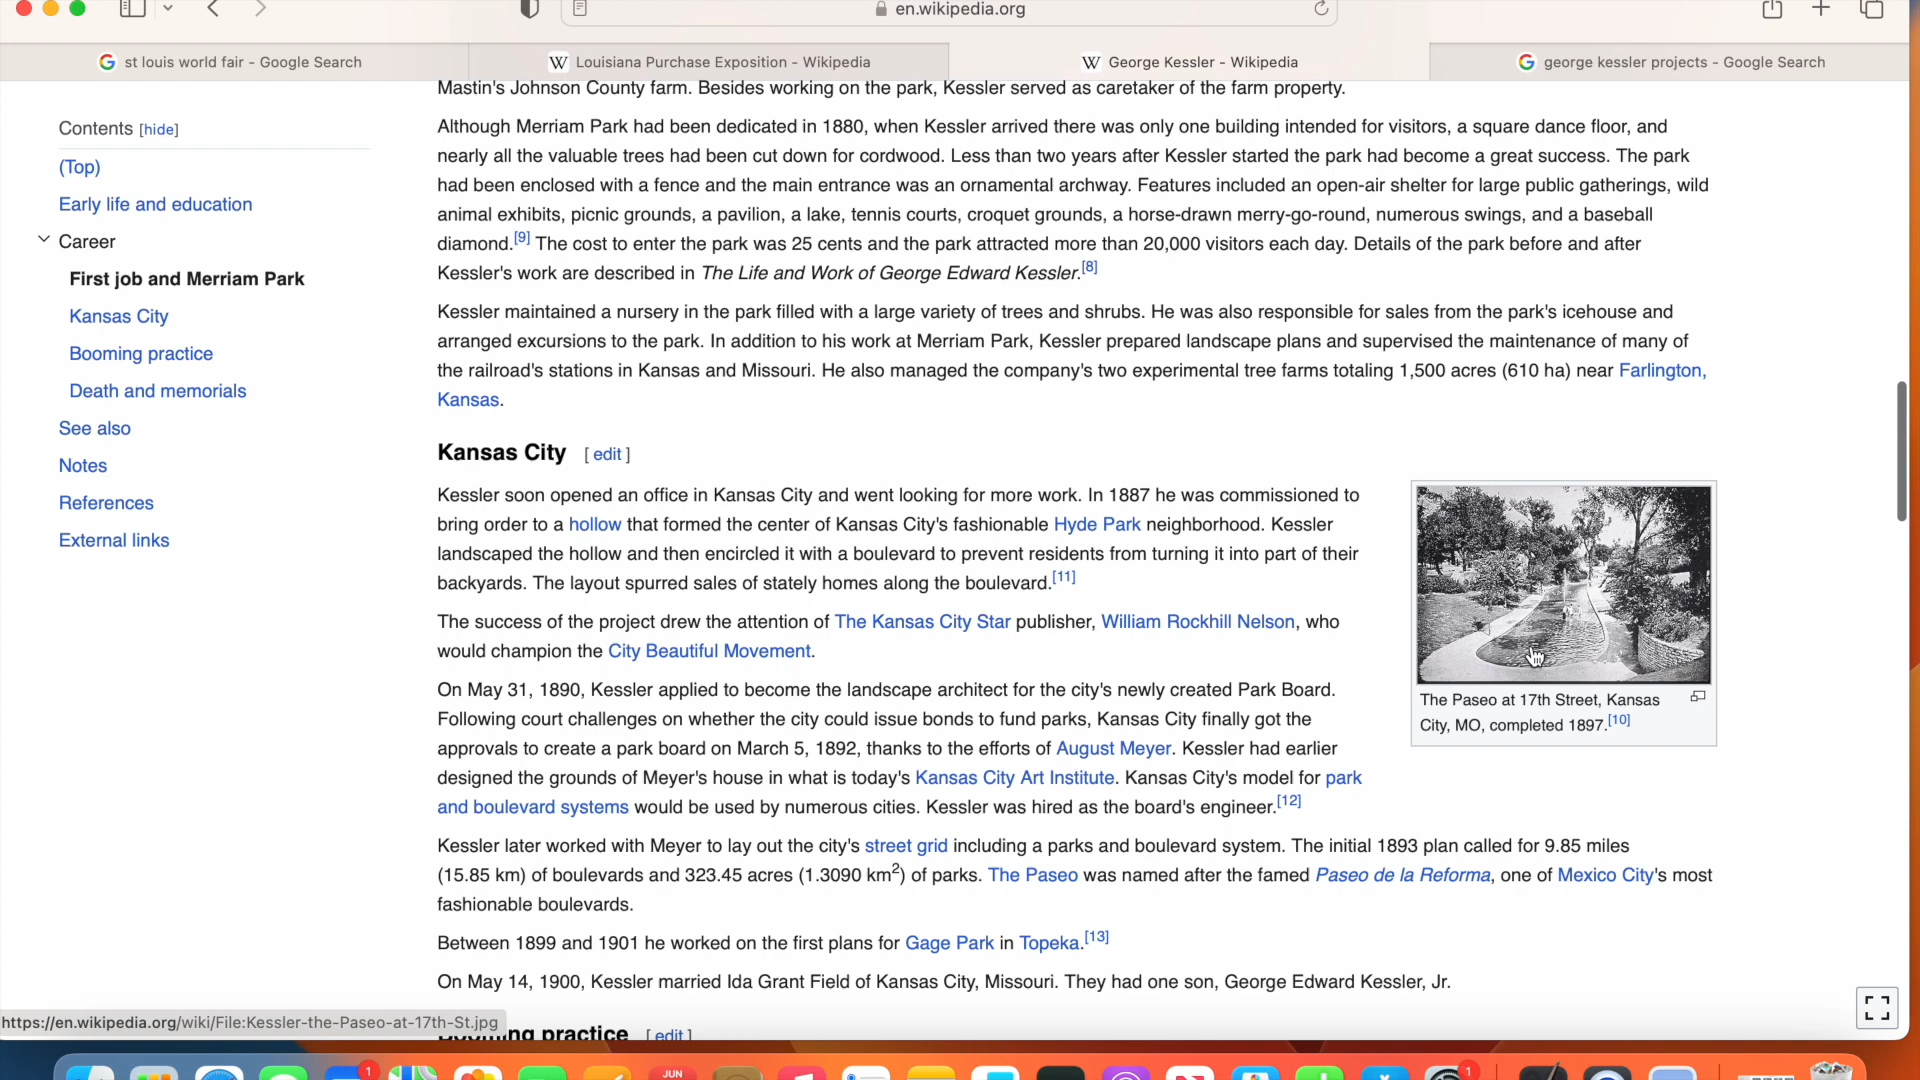 en.wikipedia.org
st louis world fair - Google Search
Louisiana Purchase Exposition - Wikipedia
George Kessler - Wikipedia
george kessler projects - Google Search
Mastin's Johnson County farm. Besides working on the park, Kessler served as caretaker of the farm property.
Contents [hide]
(Top)
Early life and education
Career
First job and Merriam Park
Kansas City
Booming practice
Death and memorials
See also
Notes
References
External links
Although Merriam Park had been dedicated in 1880, when Kessler arrived there was only one building intended for visitors, a square dance floor, and
nearly all the valuable trees had been cut down for cordwood. Less than two years after Kessler started the park had become a great success. The park
had been enclosed with a fence and the main entrance was an ornamental archway. Features included an open-air shelter for large public gatherings, wild
animal exhibits, picnic grounds, a pavilion, a lake, tennis courts, croquet grounds, a horse-drawn merry-go-round, numerous swings, and a baseball
diamond.[9] The cost to enter the park was 25 cents and the park attracted more than 20,000 visitors each day. Details of the park before and after
Kessler's work are described in The Life and Work of George Edward Kessler.[8]
Kessler maintained a nursery in the park filled with a large variety of trees and shrubs. He was also responsible for sales from the park's icehouse and
arranged excursions to the park. In addition to his work at Merriam Park, Kessler prepared landscape plans and supervised the maintenance of many of
the railroad's stations in Kansas and Missouri. He also managed the company's two experimental tree farms totaling 1,500 acres (610 ha) near Farlington,
Kansas.
Kansas City [ edit ]
Kessler soon opened an office in Kansas City and went looking for more work. In 1887 he was commissioned to
bring order to a hollow that formed the center of Kansas City's fashionable Hyde Park neighborhood. Kessler
landscaped the hollow and then encircled it with a boulevard to prevent residents from turning it into part of their
backyards. The layout spurred sales of stately homes along the boulevard.[11]
The success of the project drew the attention of The Kansas City Star publisher, William Rockhill Nelson, who
would champion the City Beautiful Movement.
On May 31, 1890, Kessler applied to become the landscape architect for the city's newly created Park Board.
Following court challenges on whether the city could issue bonds to fund parks, Kansas City finally got the
approvals to create a park board on March 5, 1892, thanks to the efforts of August Meyer. Kessler had earlier
designed the grounds of Meyer's house in what is today's Kansas City Art Institute. Kansas City's model for park
and boulevard systems would be used by numerous cities. Kessler was hired as the board's engineer.[12]
The Paseo at 17th Street, Kansas
City, MO, completed 1897.[10]
Kessler later worked with Meyer to lay out the city's street grid including a parks and boulevard system. The initial 1893 plan called for 9.85 miles
(15.85 km) of boulevards and 323.45 acres (1.3090 km2) of parks. The Paseo was named after the famed Paseo de la Reforma, one of Mexico City's most
fashionable boulevards.
Between 1899 and 1901 he worked on the first plans for Gage Park in Topeka.[13]
On May 14, 1900, Kessler married Ida Grant Field of Kansas City, Missouri. They had one son, George Edward Kessler, Jr.
https://en.wikipedia.org/wiki/File:Kessler-the-Paseo-at-17th-St.jpg
Booming practice [ edit ]
1
JUN
1